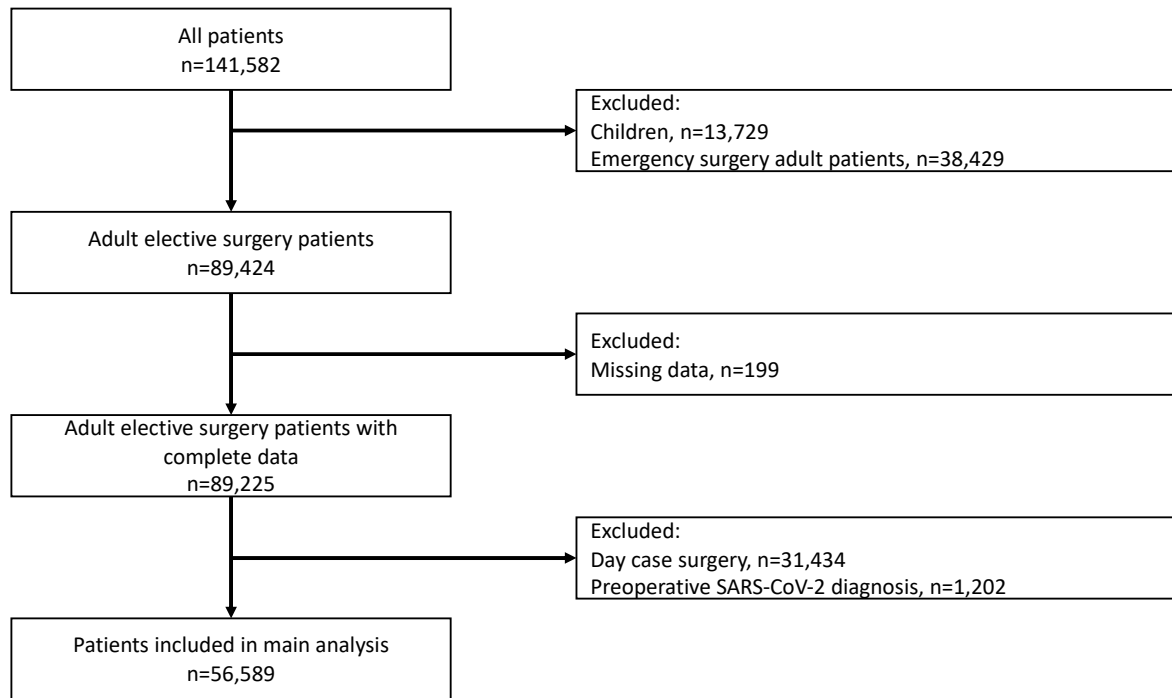 All patients
n=141,582
Excluded:
Children, n=13,729
Emergency surgery adult patients, n=38,429
Adult elective surgery patients
n=89,424
Excluded:
Missing data, n=199
Adult elective surgery patients with
complete data
n=89,225
Excluded:
Day case surgery, n=31,434
Preoperative SARS-CoV-2 diagnosis, n=1,202
Patients included in main analysis
n=56,589